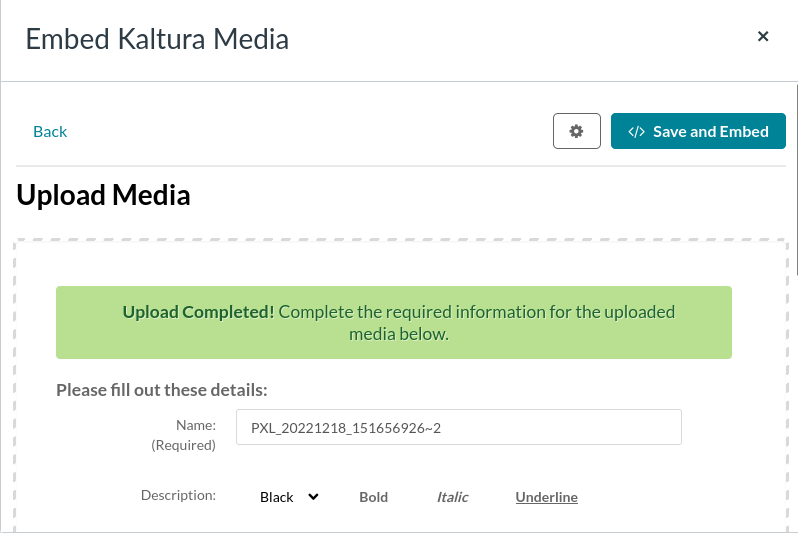 Embed Kaltura Media
×
Back
</> Save and Embed
Upload Media
Upload Completed! Complete the required information for the uploaded
media below.
Please fill out these details:
Name:
(Required)
PXL_20221218_151656926~2
Description:
Black
Bold
Italic
Underline